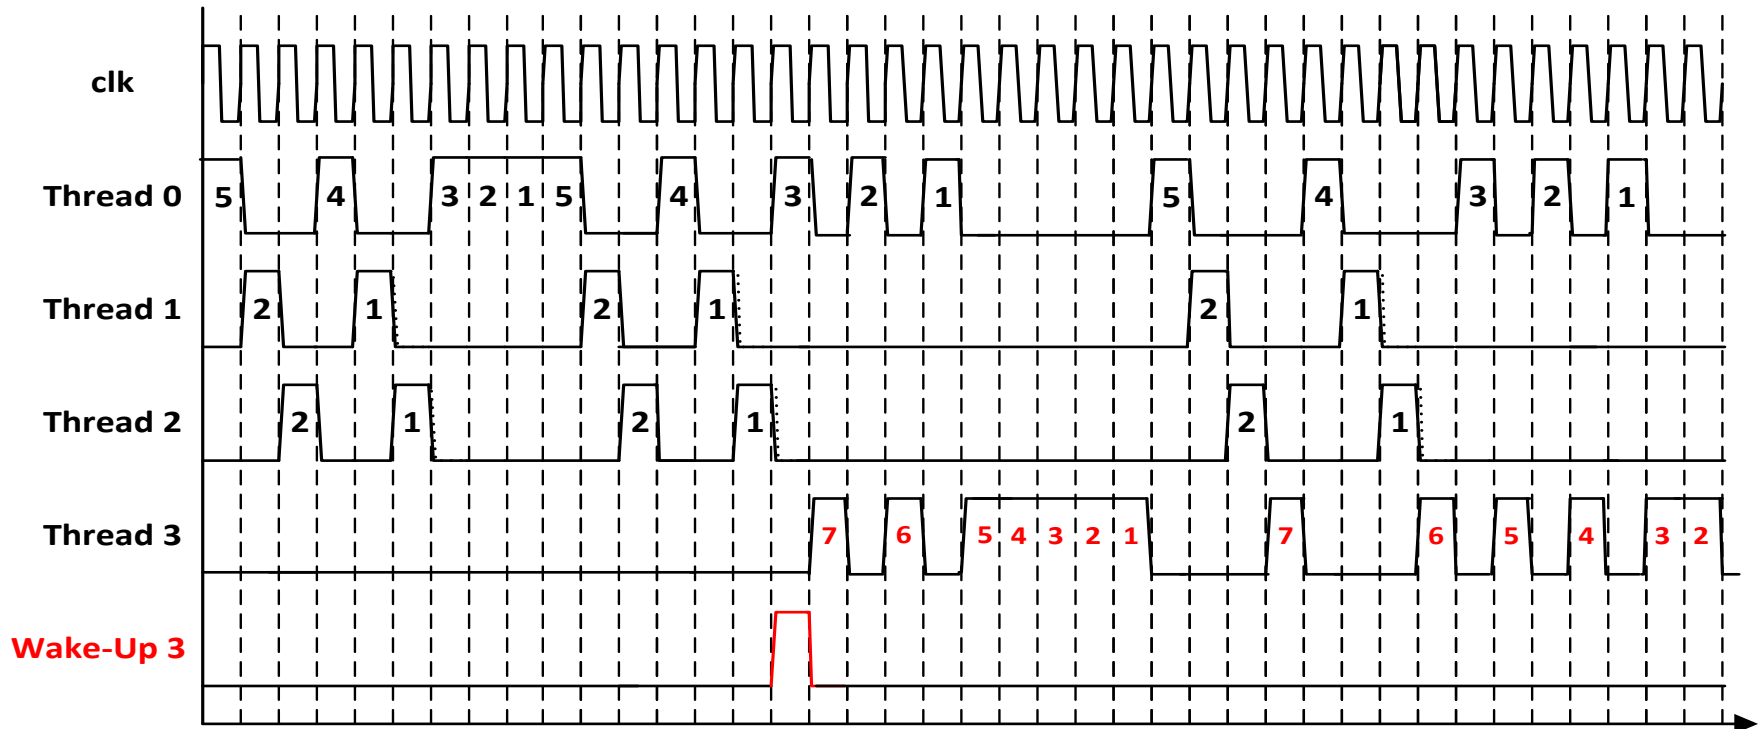 clk
Thread 0 5 4 3 2 1 5 4 3 2 1 5 4 3 2 1
Thread 1 2 1 2 1 2 1
Thread 2 2 1 2 1 2 1
Thread 3 7 6 5 4 3 2 1 7 6 5 4 3 2
Wake-Up 3